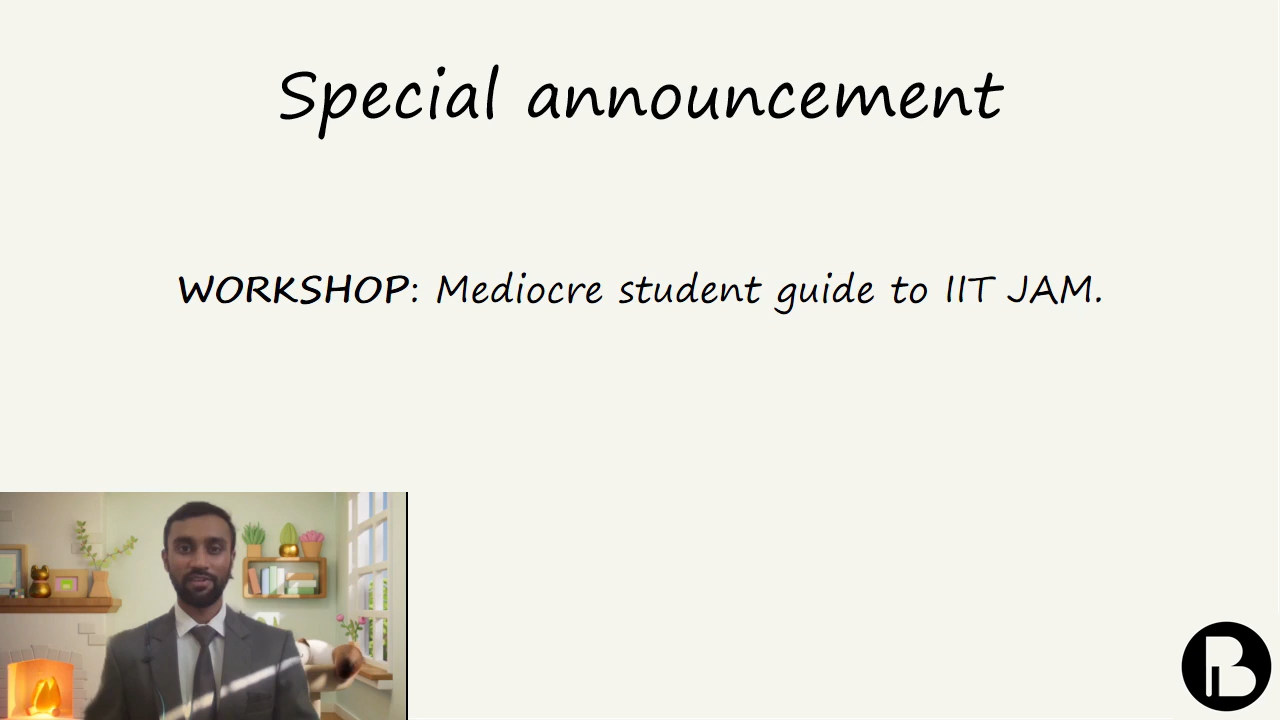 Special announcement
WORKSHOP: Mediocre student guide to IIT JAM.
B